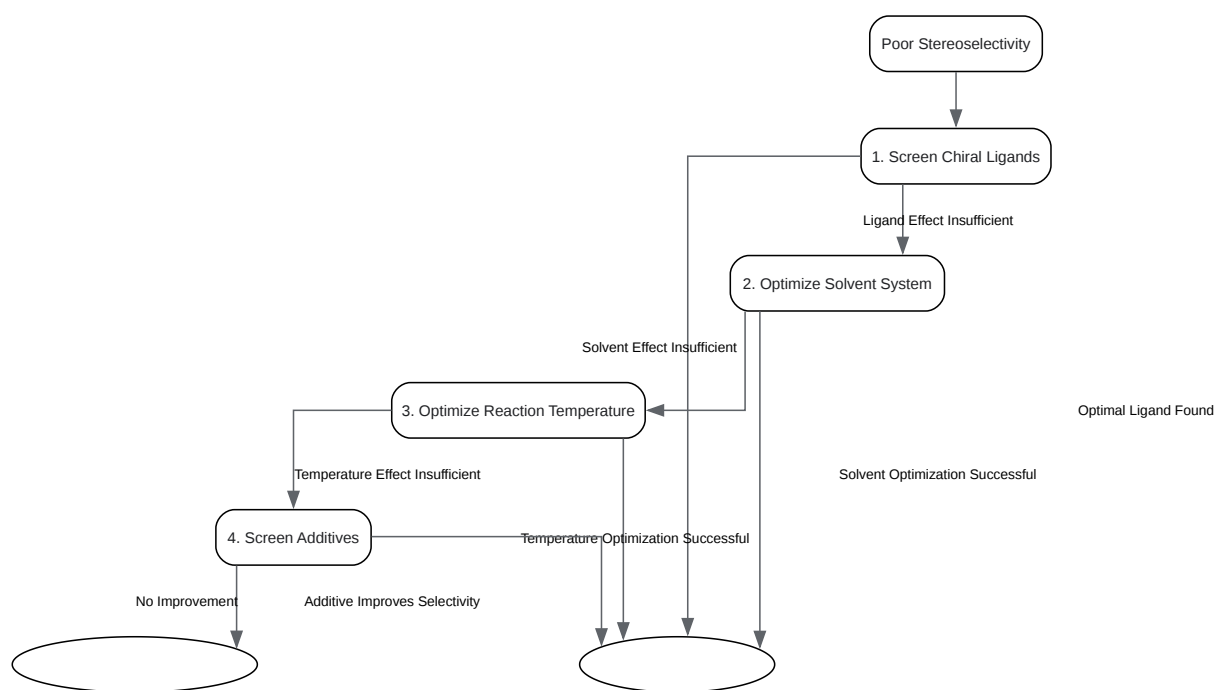 Poor Stereoselectivity
1. Screen Chiral Ligands
Ligand Effect Insufficient
2. Optimize Solvent System
Solvent Effect Insufficient
3. Optimize Reaction Temperature
Optimal Ligand Found
Temperature Effect Insufficient
Solvent Optimization Successful
4. Screen Additives
Temperature Optimization Successful
No Improvement
Additive Improves Selectivity